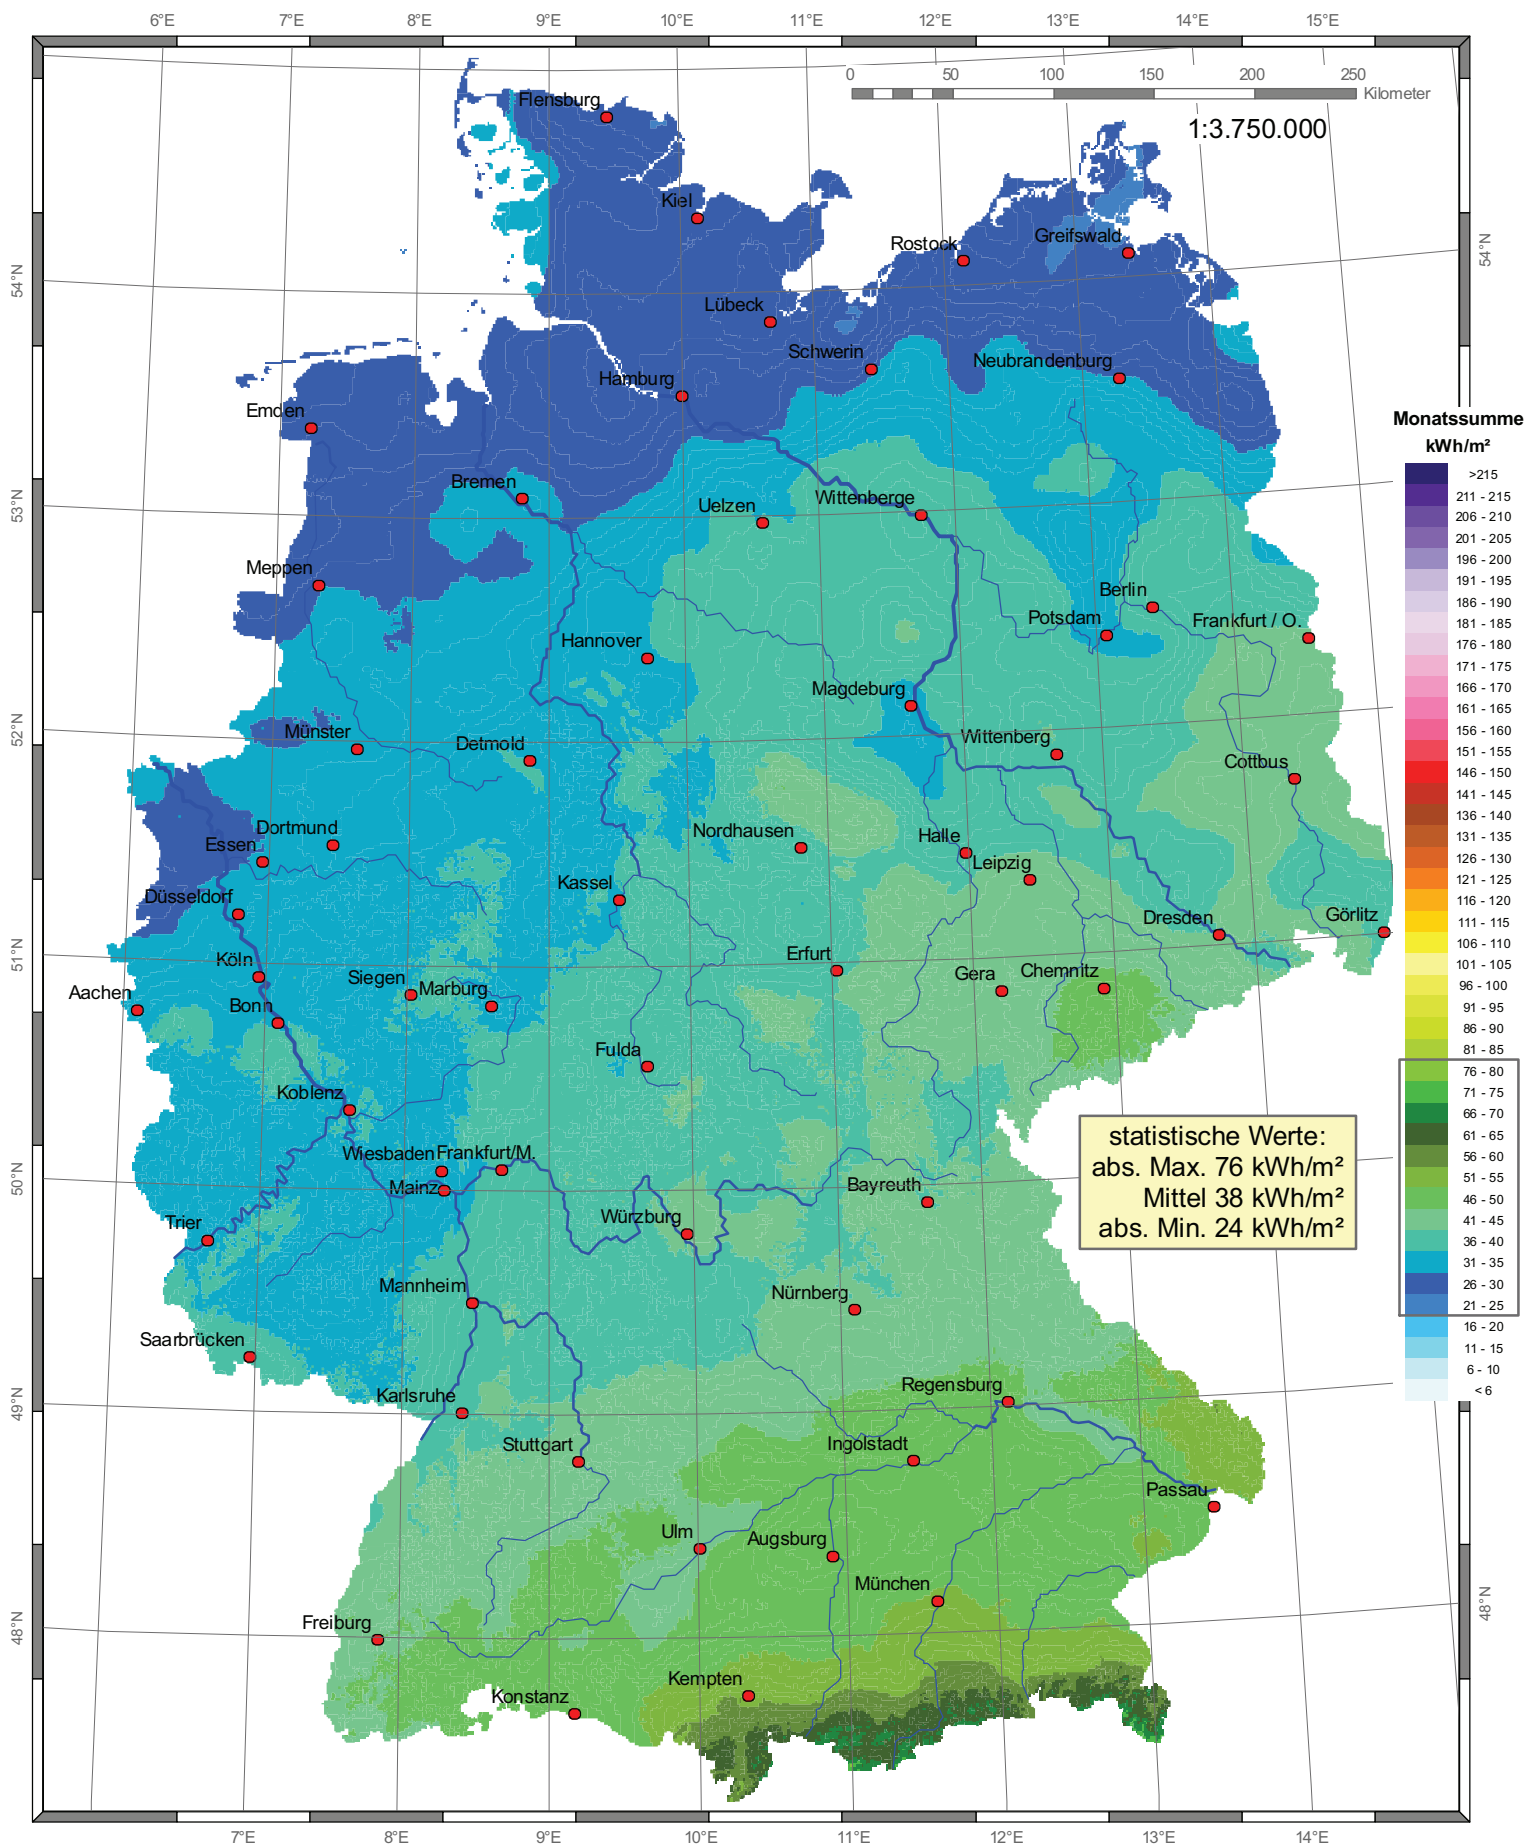 6°E 7°E 8°E 9°E 10°E 11°E 12°E 13°E 14°E 15°E
0 50 100 150 200 250
Kilometer
1:3.750.000
Flensburg
Kiel
Rostock
Greifswald
54°N
54°N
Lübeck
Schwerin
Neubrandenburg
Hamburg
Emden
Bremen
53°N
Uelzen
Wittenberge
Meppen
Berlin
Potsdam
Frankfurt / O.
Hannover
Magdeburg
52°N
Münster
Detmold
Wittenberg
Cottbus
Dortmund
Essen
Nordhausen
Halle
Leipzig
Kassel
Düsseldorf
Dresden
Görlitz
51°N
Köln
Erfurt
Siegen
Marburg
Gera
Chemnitz
Aachen
Bonn
Fulda
Koblenz
Wiesbaden
Frankfurt/M.
50°N
Mainz
Bayreuth
Trier
Würzburg
Mannheim
Nürnberg
Saarbrücken
49°N
Karlsruhe
Regensburg
Stuttgart
Ingolstadt
Passau
Ulm
Augsburg
München
48°N
48°N
Freiburg
Kempten
Konstanz
Monatssumme
kWh/m²
>215
211 - 215
206 - 210
201 - 205
196 - 200
191 - 195
186 - 190
181 - 185
176 - 180
171 - 175
166 - 170
161 - 165
156 - 160
151 - 155
146 - 150
141 - 145
136 - 140
131 - 135
126 - 130
121 - 125
116 - 120
111 - 115
106 - 110
101 - 105
96 - 100
91 - 95
86 - 90
81 - 85
76 - 80
71 - 75
66 - 70
61 - 65
56 - 60
51 - 55
46 - 50
41 - 45
36 - 40
31 - 35
26 - 30
21 - 25
16 - 20
11 - 15
6 - 10
< 6
statistische Werte:
abs. Max. 76 kWh/m²
Mittel 38 kWh/m²
abs. Min. 24 kWh/m²
7°E 8°E 9°E 10°E 11°E 12°E 13°E 14°E